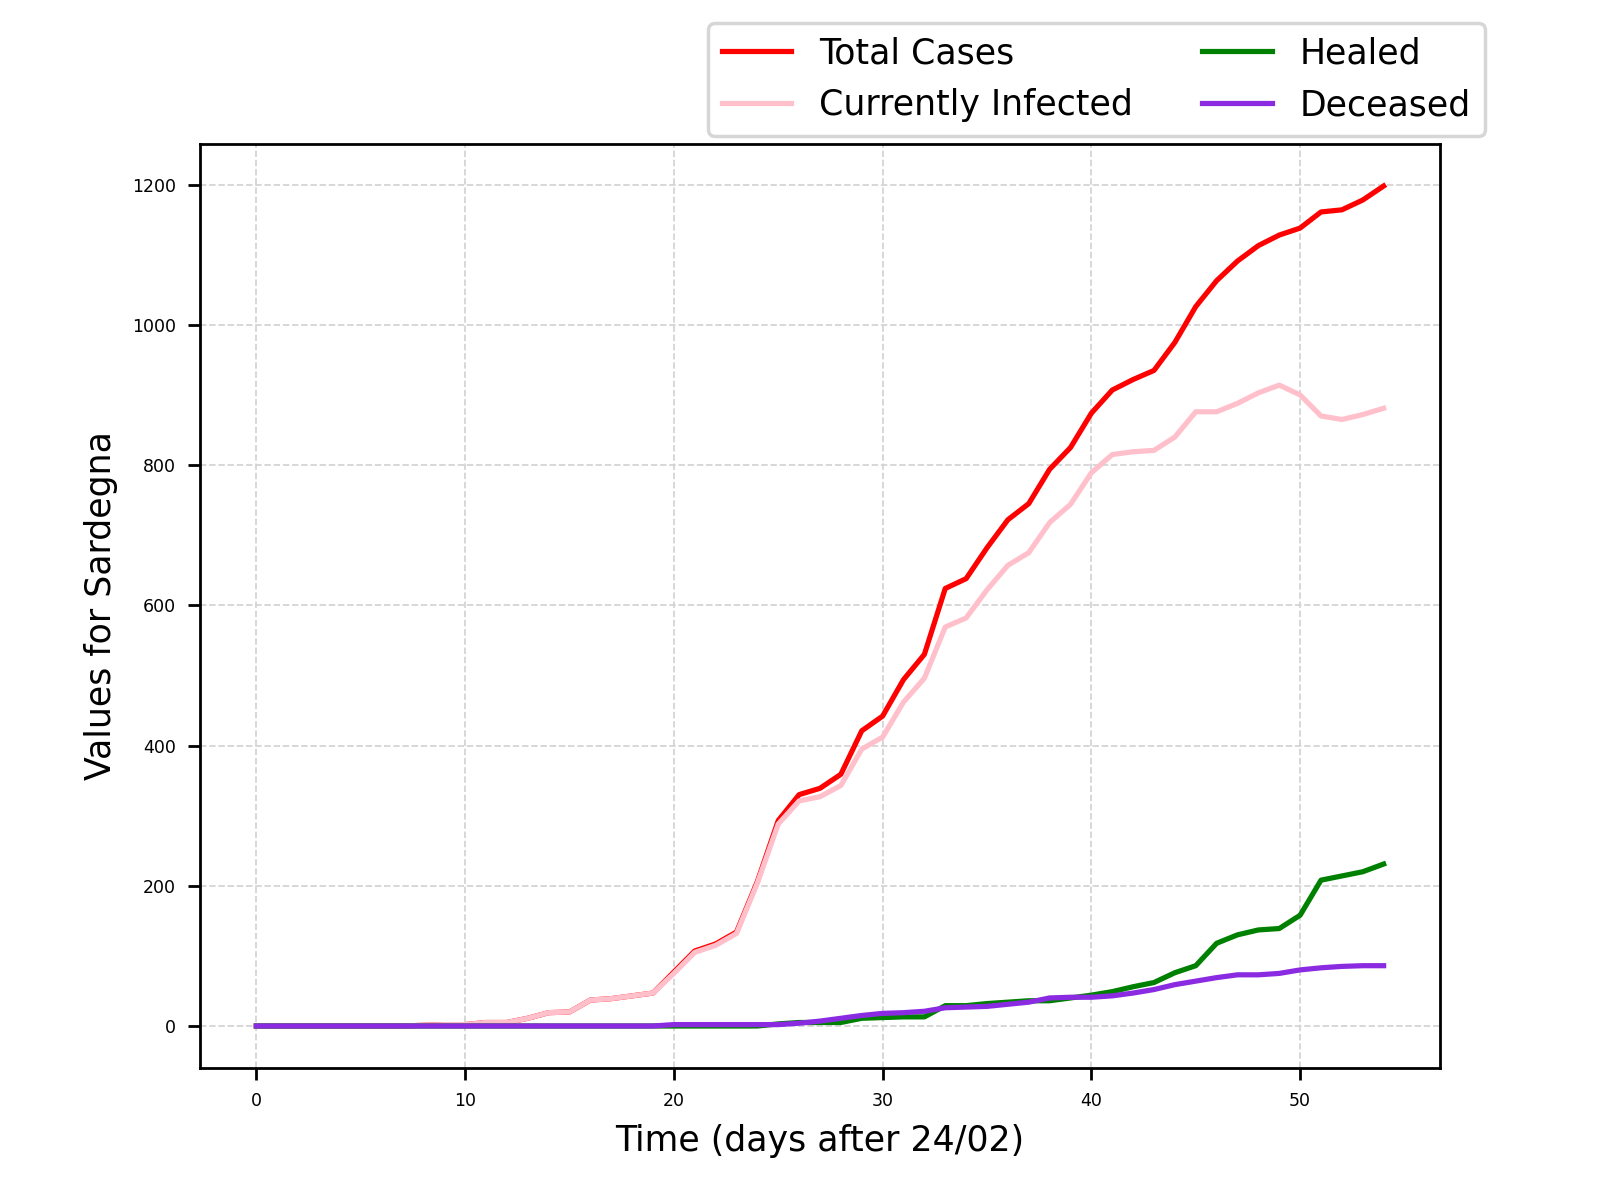 Total Cases
Currently Infected
Healed
Deceased
1200
1000
800
600
400
200
0
Values for Sardegna
0 10 20 30 40 50
Time (days after 24/02)